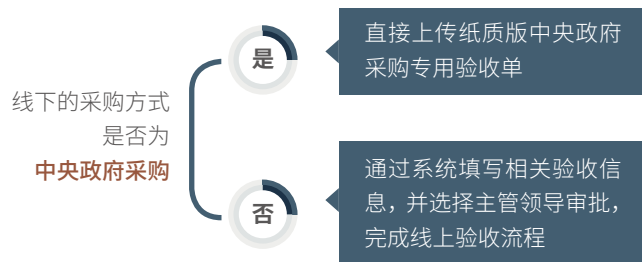 线下的采购方式
是否为
中央政府采购
是
直接上传纸质版中央政府
采购专用验收单
否
通过系统填写相关验收信
息，并选择主管领导审批，
完成线上验收流程